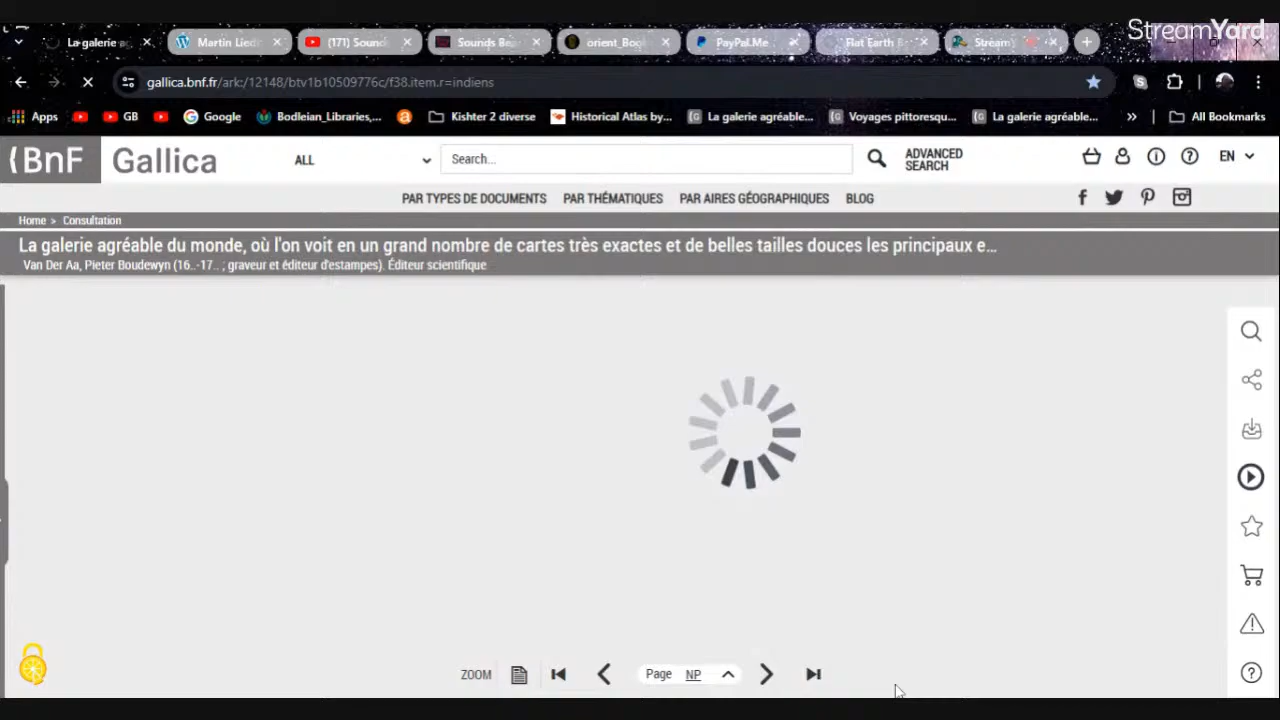 StreamYard
La galerie ag
Martin Lied
(171) Sound
Sounds Be
orient_Bool
PayPal.Me
Flat Earth B
Stream
gallica.bnf.fr/ark:/12148/btv1b10509776c/f38.item.r=indiens
Apps
GB
Google
Bodleian_Libraries,...
Kishter 2 diverse
Historical Atlas by...
La galerie agréable...
Voyages pittoresqu...
La galerie agréable...
»
All Bookmarks
BnF Gallica
ALL
Search...
ADVANCED
SEARCH
EN
PAR TYPES DE DOCUMENTS
PAR THÉMATIQUES
PAR AIRES GÉOGRAPHIQUES
BLOG
Home > Consultation
La galerie agréable du monde, où l'on voit en un grand nombre de cartes très exactes et de belles tailles douces les principaux e...
Van Der Aa, Pieter Boudewyn (16..-17.. ; graveur et éditeur d'estampes). Éditeur scientifique
ZOOM
Page NP